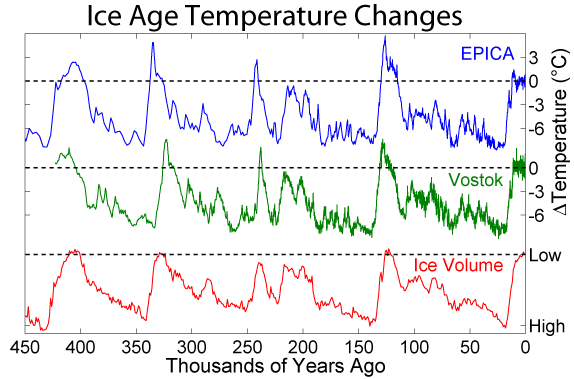 Ice Age Temperature Changes
EPICA
3
0
-3
-6
Vostok
0
-3
-6
ΔTemperature (°C)
Ice Volume
Low
High
450 400 350 300 250 200 150 100 50 0
Thousands of Years Ago